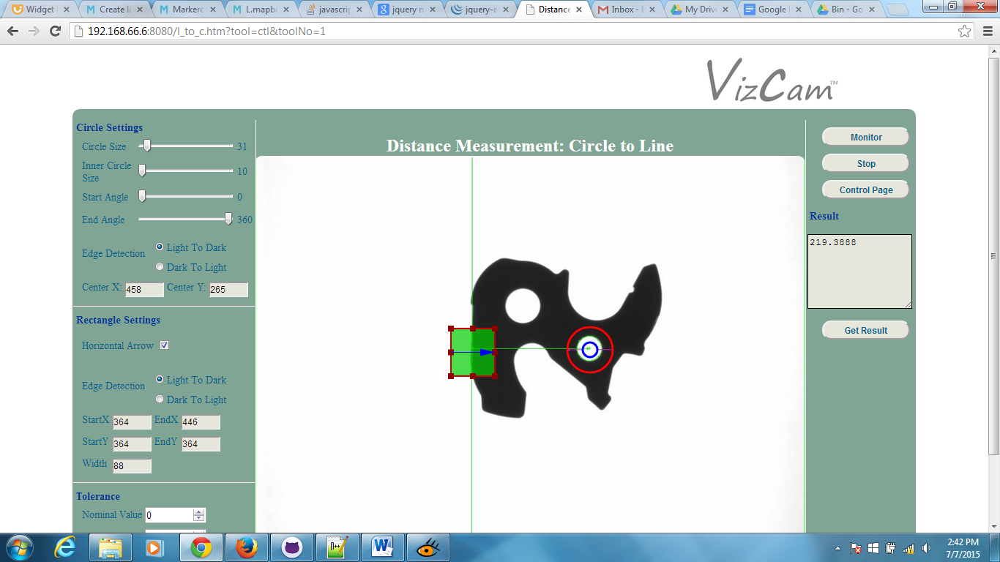 Widget
Create la
Markerc
L.mapb
javascrip
jquery n
jquery-r
Distance
Inbox -
My Driv
Google
Bin - Go
192.168.66.6:8080/l_to_c.htm?tool=ctl&toolNo=1
VizCam™
Circle Settings
Circle Size 31
Inner Circle
Size 10
Start Angle 0
End Angle 360
Edge Detection
Light To Dark
Dark To Light
Center X: 458 Center Y: 265
Rectangle Settings
Horizontal Arrow
Edge Detection
Light To Dark
Dark To Light
StartX 364 EndX 446
StartY 364 EndY 364
Width 88
Tolerance
Nominal Value 0
Distance Measurement: Circle to Line
Monitor
Stop
Control Page
Result
219.3888
Get Result
2:42 PM
7/7/2015